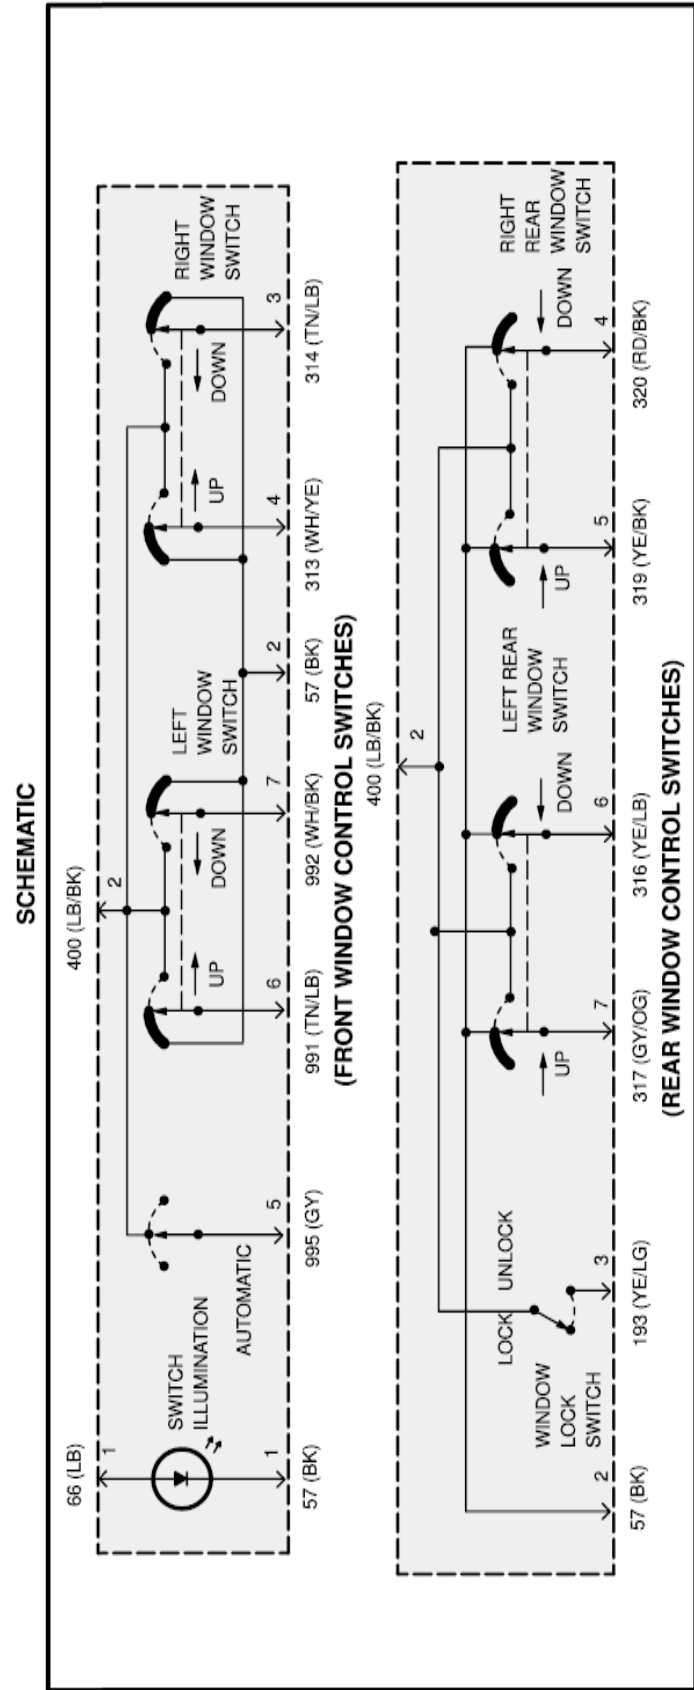 SCHEMATIC
66 (LB)
1
400 (LB/BK)
2
SWITCH
ILLUMINATION
AUTOMATIC
UP
DOWN
LEFT
WINDOW
SWITCH
UP
DOWN
RIGHT
WINDOW
SWITCH
1
5
6
7
2
4
3
57 (BK)
995 (GY)
991 (TN/LB)
992 (WH/BK)
57 (BK)
313 (WH/YE)
314 (TN/LB)
(FRONT WINDOW CONTROL SWITCHES)
400 (LB/BK)
2
LOCK
UNLOCK
WINDOW
LOCK
SWITCH
UP
DOWN
LEFT REAR
WINDOW
SWITCH
UP
DOWN
RIGHT
REAR
WINDOW
SWITCH
2
3
7
6
5
4
57 (BK)
193 (YE/LG)
317 (GY/OG)
316 (YE/LB)
319 (YE/BK)
320 (RD/BK)
(REAR WINDOW CONTROL SWITCHES)